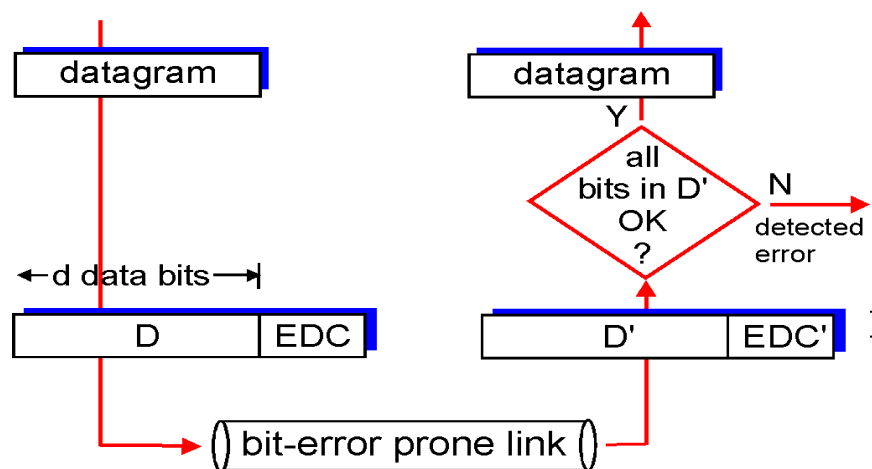 datagram
datagram
Y
all
bits in D'
OK
?
N
detected
error
d data bits
D
EDC
D'
EDC'
bit-error prone link